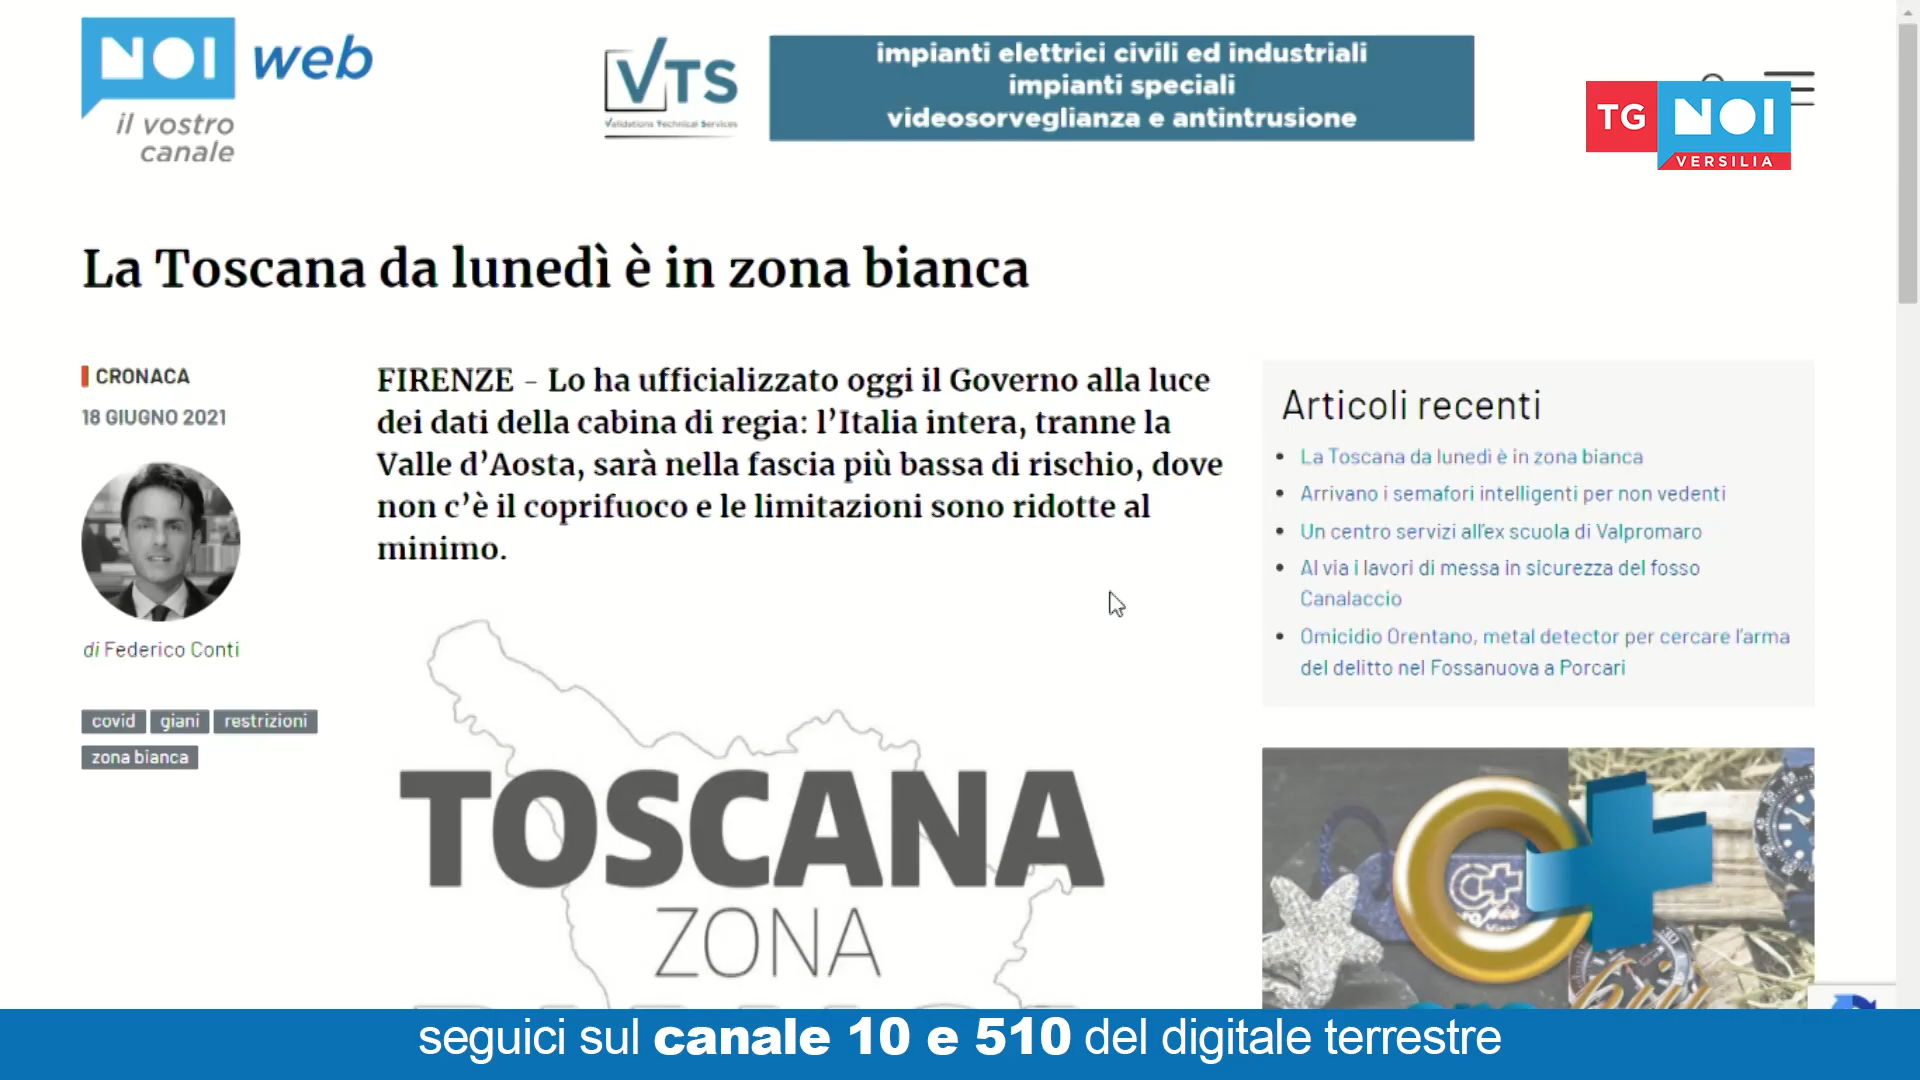 NOI web
il vostro
canale
VTS
Validations Technical Services
impianti elettrici civili ed industriali
impianti speciali
videosorveglianza e antintrusione
TG NOI
VERSILIA
La Toscana da lunedì è in zona bianca
CRONACA
18 GIUGNO 2021
di Federico Conti
covid giani restrizioni
zona bianca
FIRENZE – Lo ha ufficializzato oggi il Governo alla luce
dei dati della cabina di regia: l’Italia intera, tranne la
Valle d’Aosta, sarà nella fascia più bassa di rischio, dove
non c’è il coprifuoco e le limitazioni sono ridotte al
minimo.
TOSCANA
ZONA
Articoli recenti
La Toscana da lunedì è in zona bianca
Arrivano i semafori intelligenti per non vedenti
Un centro servizi all’ex scuola di Valpromaro
Al via i lavori di messa in sicurezza del fosso
Canalaccio
Omicidio Orentano, metal detector per cercare l’arma
del delitto nel Fossanuova a Porcari
seguici sul canale 10 e 510 del digitale terrestre